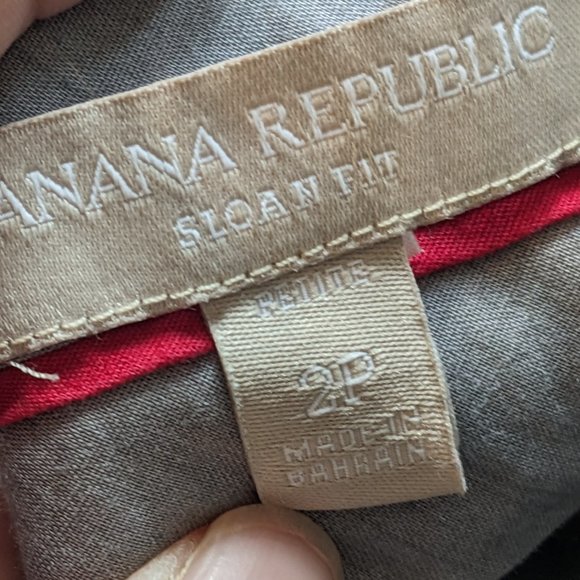 ANANA REPUBLIC
SLOAN FIT
PETITE
2P
MADE IN
BAHRAIN